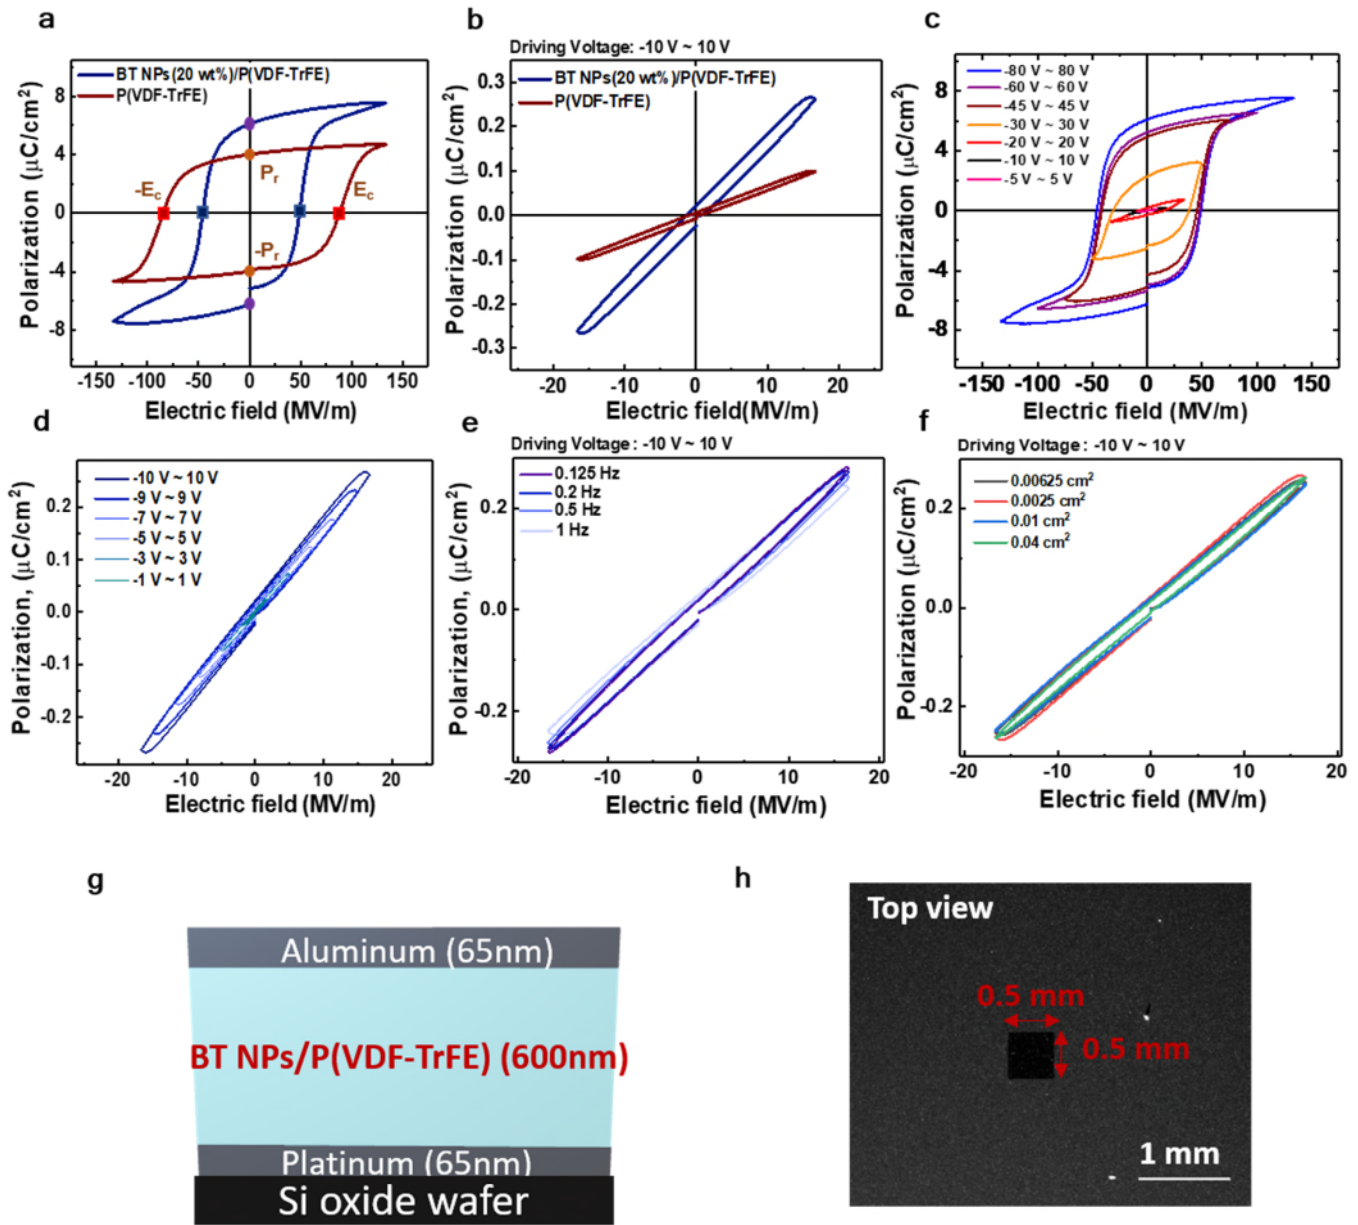 a
BT NPs(20 wt%)/P(VDF-TrFE)
P(VDF-TrFE)
8
4
0
-4
-8
-Ec
Pr
Ec
-Pr
-150 -100 -50 0 50 100 150
Polarization (μC/cm²)
Electric field (MV/m)
b
Driving Voltage: -10 V ~ 10 V
BT NPs(20 wt%)/P(VDF-TrFE)
P(VDF-TrFE)
0.3
0.2
0.1
0.0
-0.1
-0.2
-0.3
-20 -10 0 10 20
Polarization (μC/cm²)
Electric field(MV/m)
c
-80 V ~ 80 V
-60 V ~ 60 V
-45 V ~ 45 V
-30 V ~ 30 V
-20 V ~ 20 V
-10 V ~ 10 V
-5 V ~ 5 V
8
4
0
-4
-8
-150 -100 -50 0 50 100 150
Polarization (μC/cm²)
Electric field (MV/m)
d
-10 V ~ 10 V
-9 V ~ 9 V
-7 V ~ 7 V
-5 V ~ 5 V
-3 V ~ 3 V
-1 V ~ 1 V
0.2
0.1
0.0
-0.1
-0.2
-20 -10 0 10 20
Polarization, (μC/cm²)
Electric field (MV/m)
e
Driving Voltage : -10 V ~ 10 V
0.125 Hz
0.2 Hz
0.5 Hz
1 Hz
0.2
0.0
-0.2
-20 -10 0 10 20
Polarization, (μC/cm²)
Electric field (MV/m)
f
Driving Voltage : -10 V ~ 10 V
0.00625 cm²
0.0025 cm²
0.01 cm²
0.04 cm²
0.2
0.0
-0.2
-20 -10 0 10 20
Polarization (μC/cm²)
Electric field (MV/m)
g
Aluminum (65nm)
BT NPs/P(VDF-TrFE) (600nm)
Platinum (65nm)
Si oxide wafer
h
Top view
0.5 mm
0.5 mm
1 mm